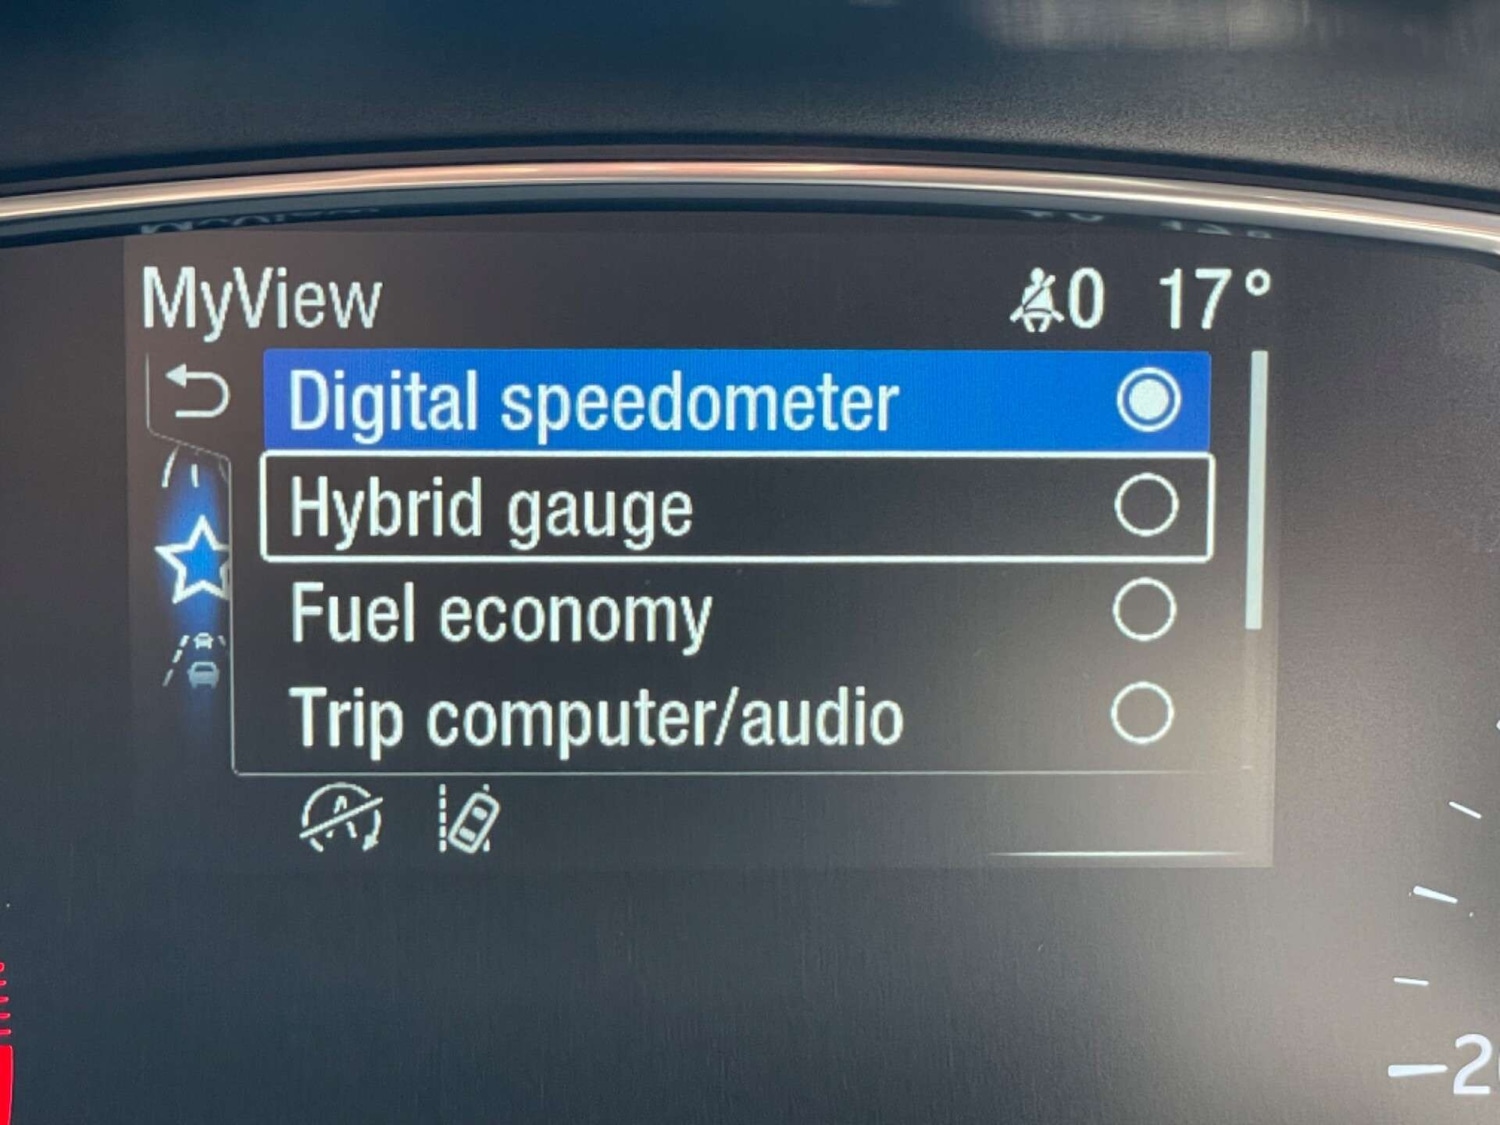 MyView
0 17°
Digital speedometer
Hybrid gauge
Fuel economy
Trip computer/audio